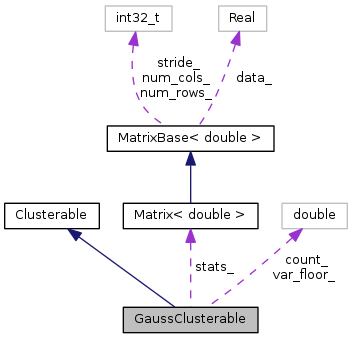 int32_t
Real
stride_
num_cols_
num_rows_
data_
MatrixBase< double >
Clusterable
Matrix< double >
double
stats_
count_
var_floor_
GaussClusterable